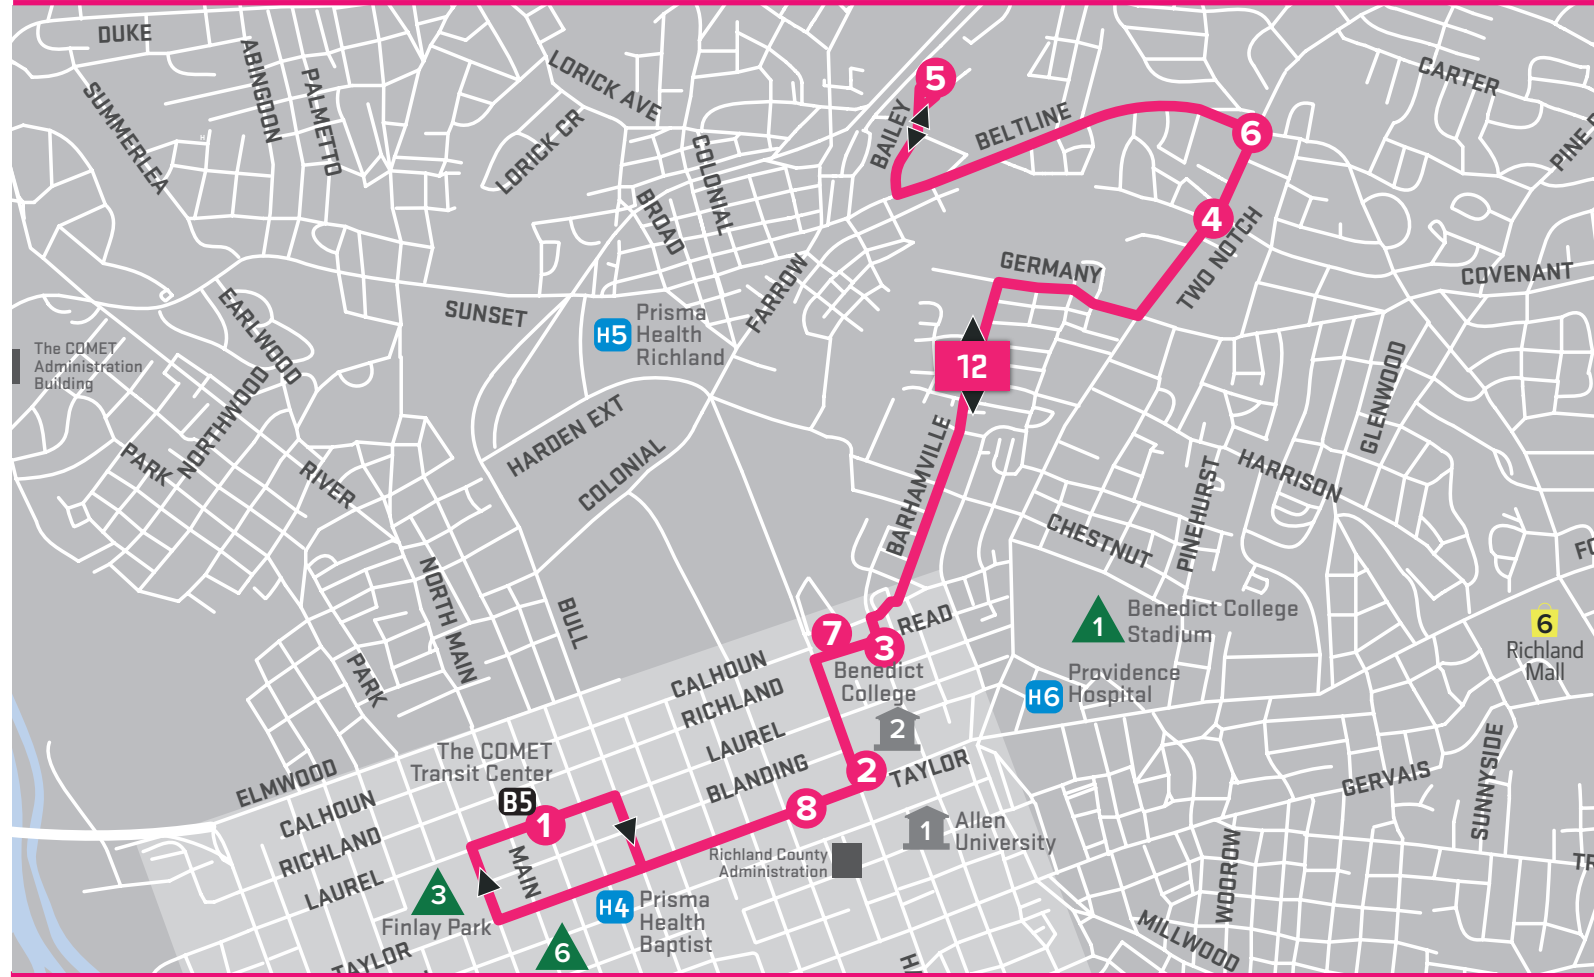 DUKE
ABINGDON
PALMETTO
SUMMERLEA
H
LORICK AVE
LORICK CR
COLONIAL
BROAD
BAILEY
5
BELTLINE
6
CARTER
4
TWO NOTCH
GERMANY
COVENANT
FARROW
SUNSET
EARLWOOD
H5
Prisma
Health
Richland
The COMET
Administration
Building
NORTHWOOD
12
GLENWOOD
HARDEN EXT
COLONIAL
PARK
RIVER
BARHAMVILLE
HARRISON
PINEHURST
CHESTNUT
NORTH MAIN
BULL
PARK
7
3
READ
Benedict
College
2
1
Benedict College
Stadium
H6
Providence
Hospital
6
Richland
Mall
CALHOUN
RICHLAND
LAUREL
BLANDING
2
TAYLOR
8
The COMET
Transit Center
B5
1
ELMWOOD
CALHOUN
RICHLAND
LAUREL
MAIN
GERVAIS
SUNNYSIDE
1
Allen
University
Richland County
Administration
WOODROW
3
Finlay Park
H4
Prisma
Health
Baptist
6
TAYLOR
MILLWOOD